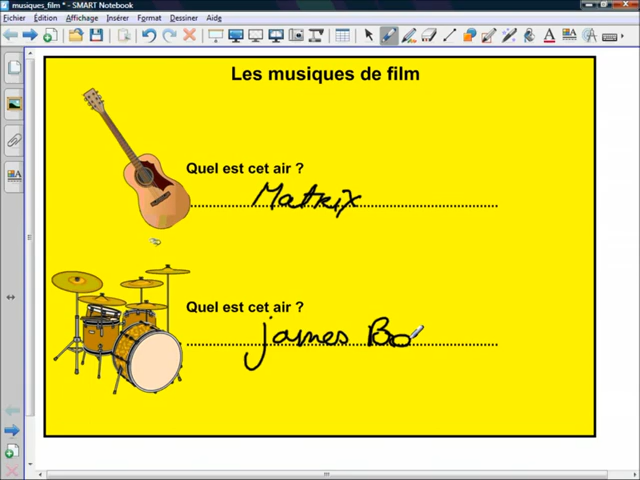 musiques_film * - SMART Notebook
Fichier Édition Affichage Insérer Format Dessiner Aide
Les musiques de film
Quel est cet air ?
Matrix
Quel est cet air ?
james Bo